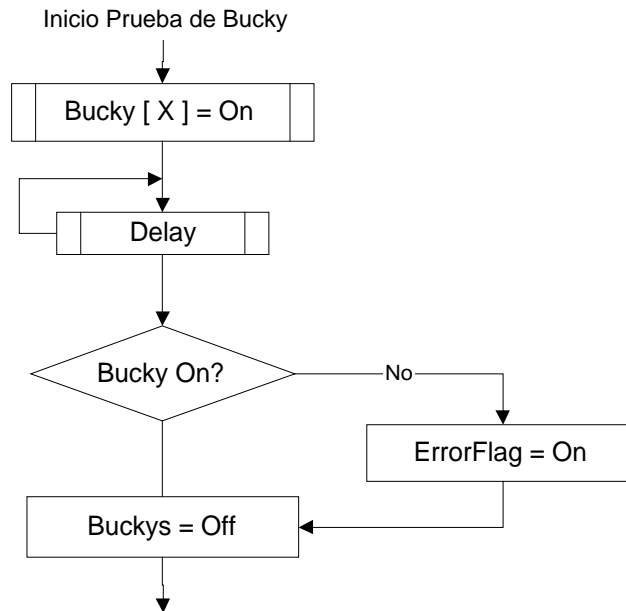 Inicio Prueba de Bucky
Bucky [ X ] = On
Delay
Bucky On?
No
ErrorFlag = On
Buckys = Off